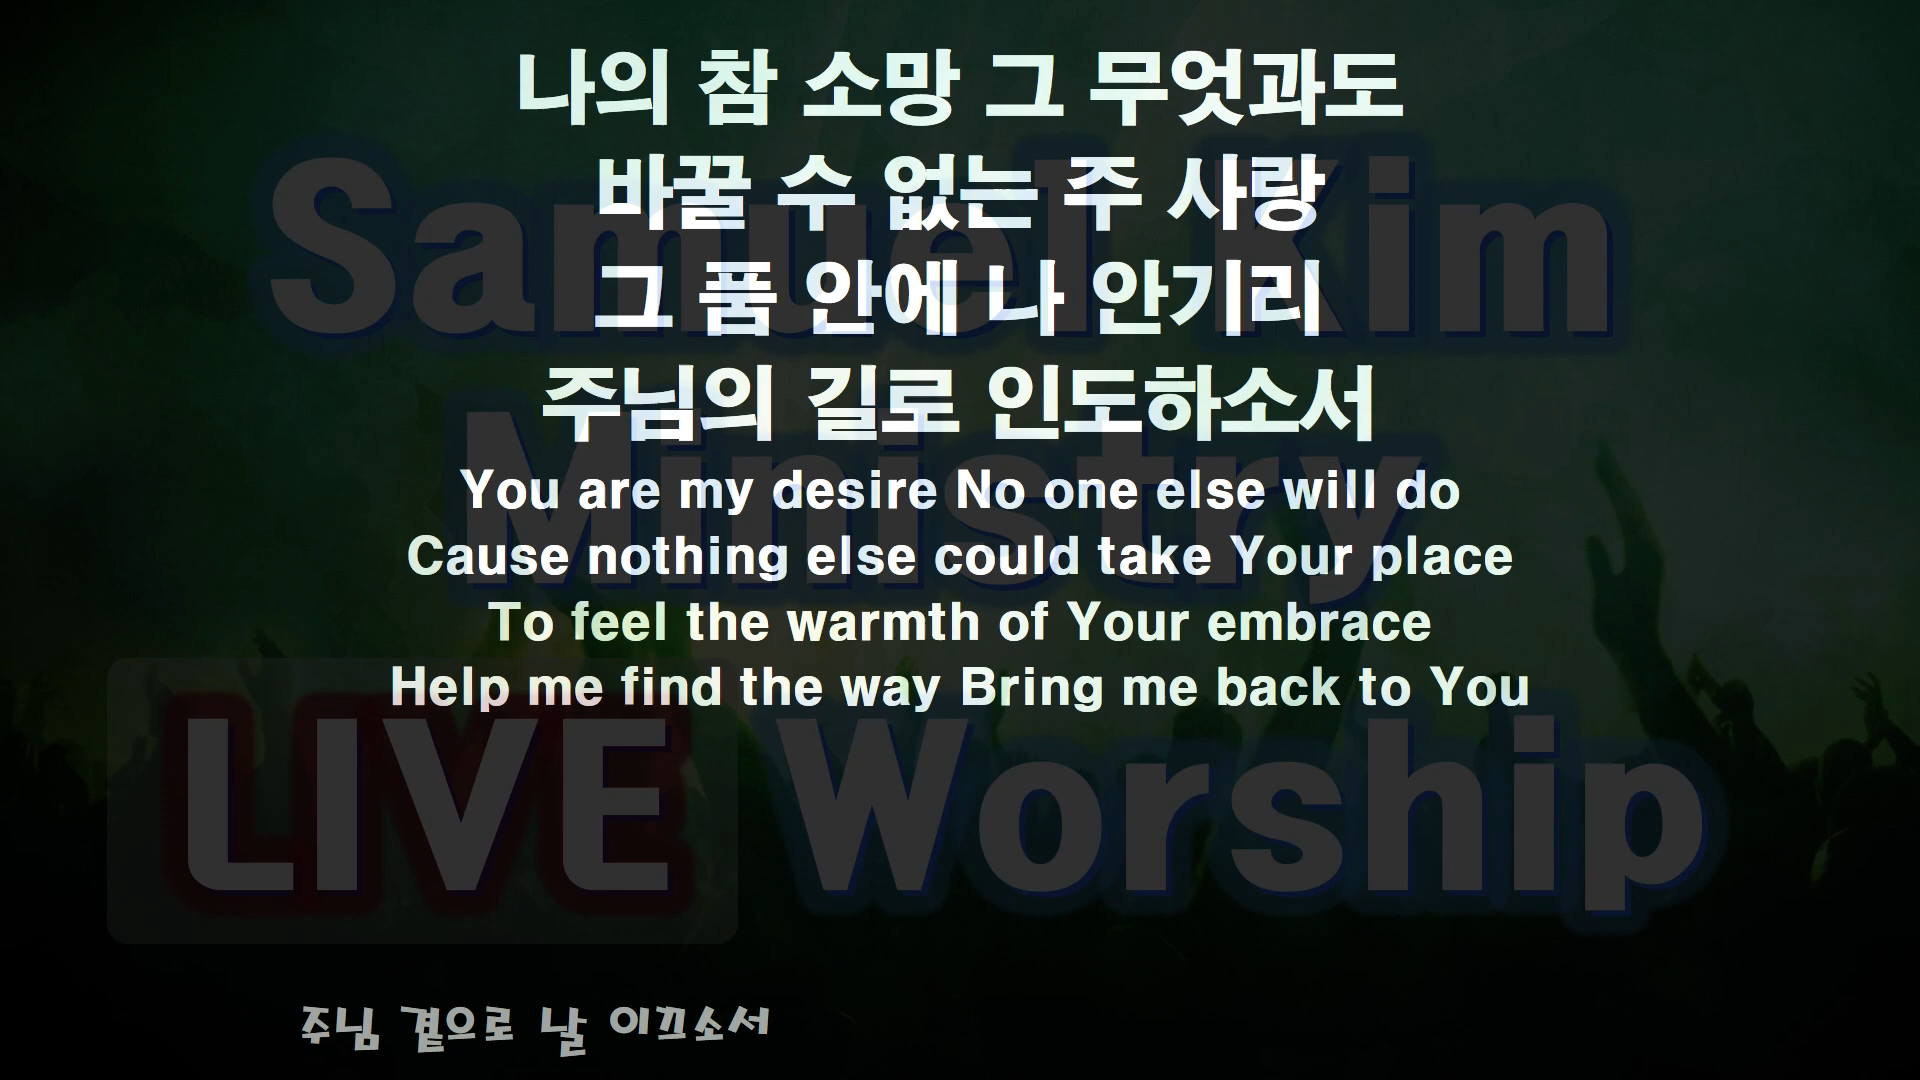 나의 참 소망 그 무엇과도
바꿀 수 없는 주 사랑
그 품 안에 나 안기리
주님의 길로 인도하소서
You are my desire No one else will do
Cause nothing else could take Your place
To feel the warmth of Your embrace
Help me find the way Bring me back to You
Samuel Kim
Ministry
LIVE Worship
주님 곁으로 날 이끄소서